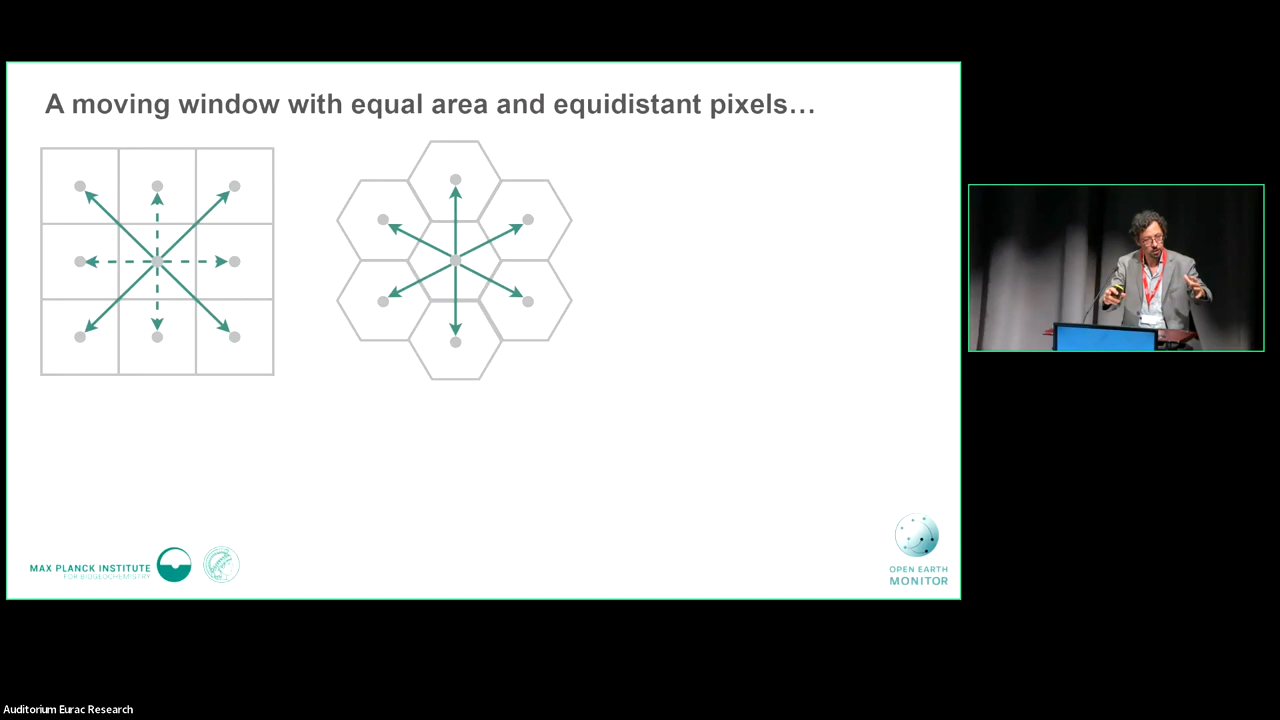 A moving window with equal area and equidistant pixels…
MAX PLANCK INSTITUTE
FOR BIOGEOCHEMISTRY
OPEN EARTH
MONITOR
Auditorium Eurac Research